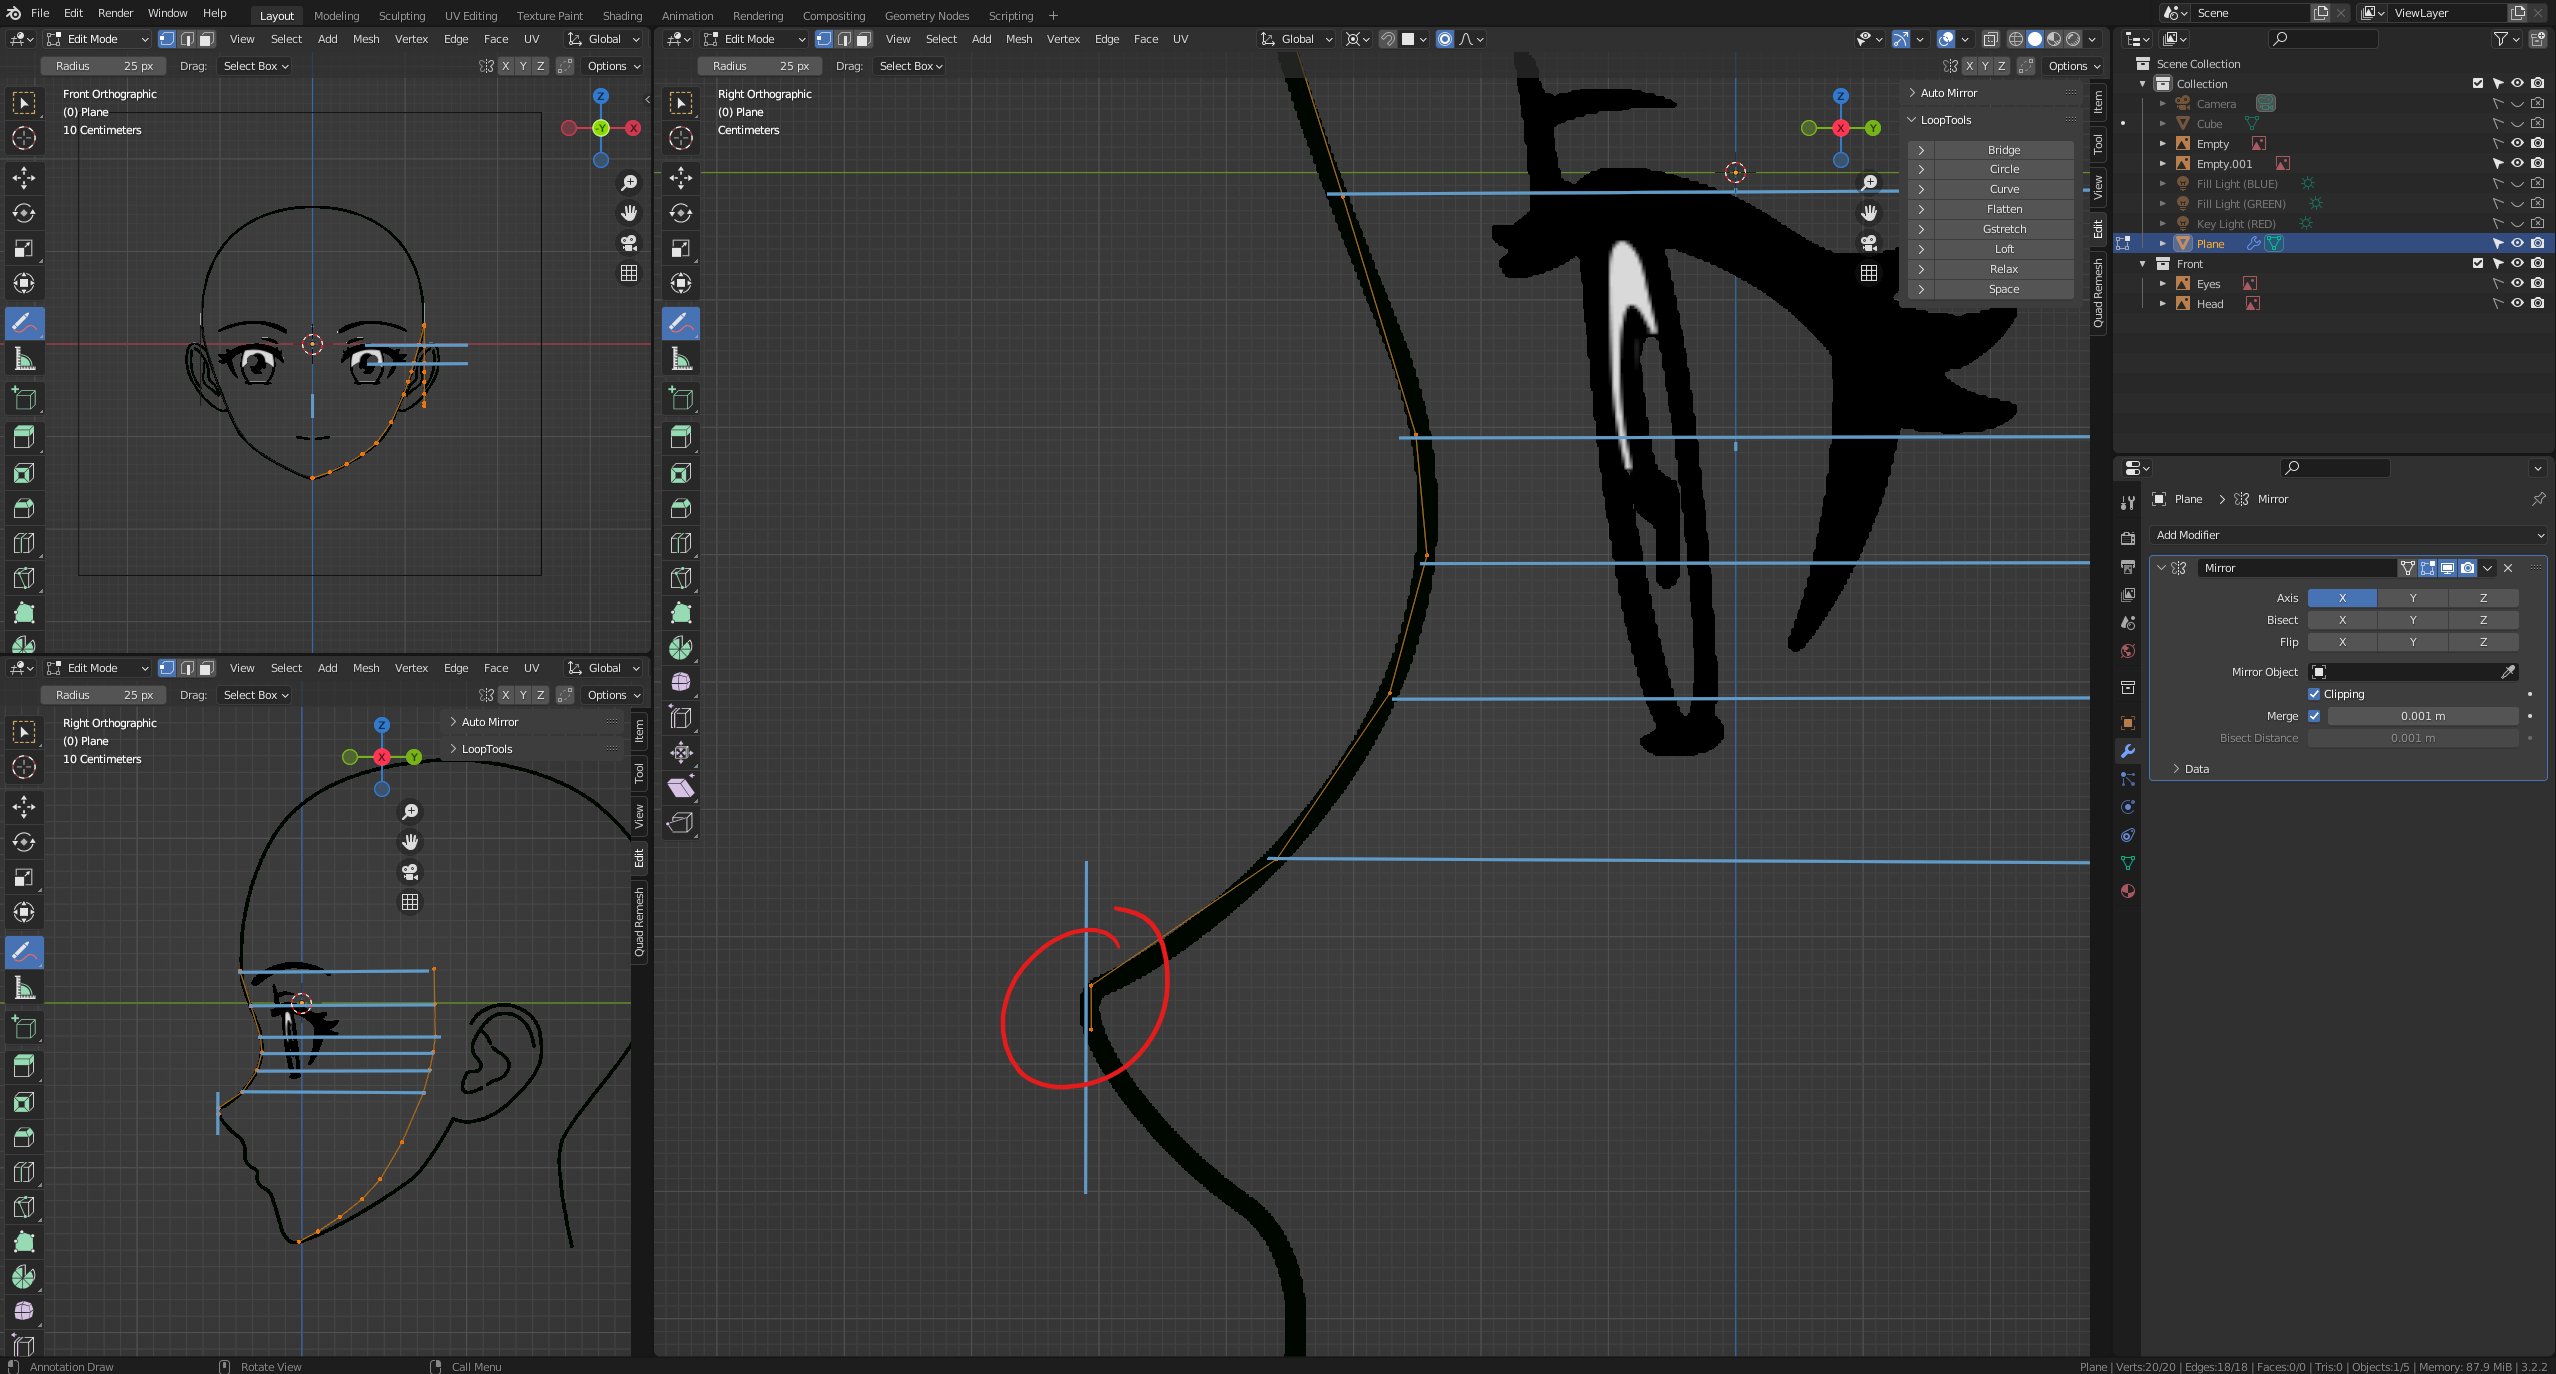 File Edit Render Window Help Layout Modeling Sculpting UV Editing Texture Paint Shading Animation Rendering Compositing Geometry Nodes Scripting + Scene ViewLayer
Edit Mode View Select Add Mesh Vertex Edge Face UV Global
Radius 25 px Drag: Select Box X Y Z Options
Front Orthographic
(0) Plane
10 Centimeters
Z
-Y
X
Edit Mode View Select Add Mesh Vertex Edge Face UV Global
Radius 25 px Drag: Select Box X Y Z Options
Right Orthographic
(0) Plane
10 Centimeters
Z
X
Y
Auto Mirror
LoopTools
Item
Tool
View
Edit
Quad Remesh
Edit Mode View Select Add Mesh Vertex Edge Face UV Global
Radius 25 px Drag: Select Box X Y Z Options
Right Orthographic
(0) Plane
Centimeters
Z
X
Y
Auto Mirror
LoopTools
Bridge
Circle
Curve
Flatten
Gstretch
Loft
Relax
Space
Item
Tool
View
Edit
Quad Remesh
Scene Collection
Collection
Camera
Cube
Empty
Empty.001
Fill Light (BLUE)
Fill Light (GREEN)
Key Light (RED)
Plane
Front
Eyes
Head
Plane > Mirror
Add Modifier
Mirror
Axis X Y Z
Bisect X Y Z
Flip X Y Z
Mirror Object
Clipping
Merge 0.001 m
Bisect Distance 0.001 m
Data
Annotation Draw Rotate View Call Menu Plane | Verts:20/20 | Edges:18/18 | Faces:0/0 | Tris:0 | Objects:1/5 | Memory: 87.9 MiB | 3.2.2